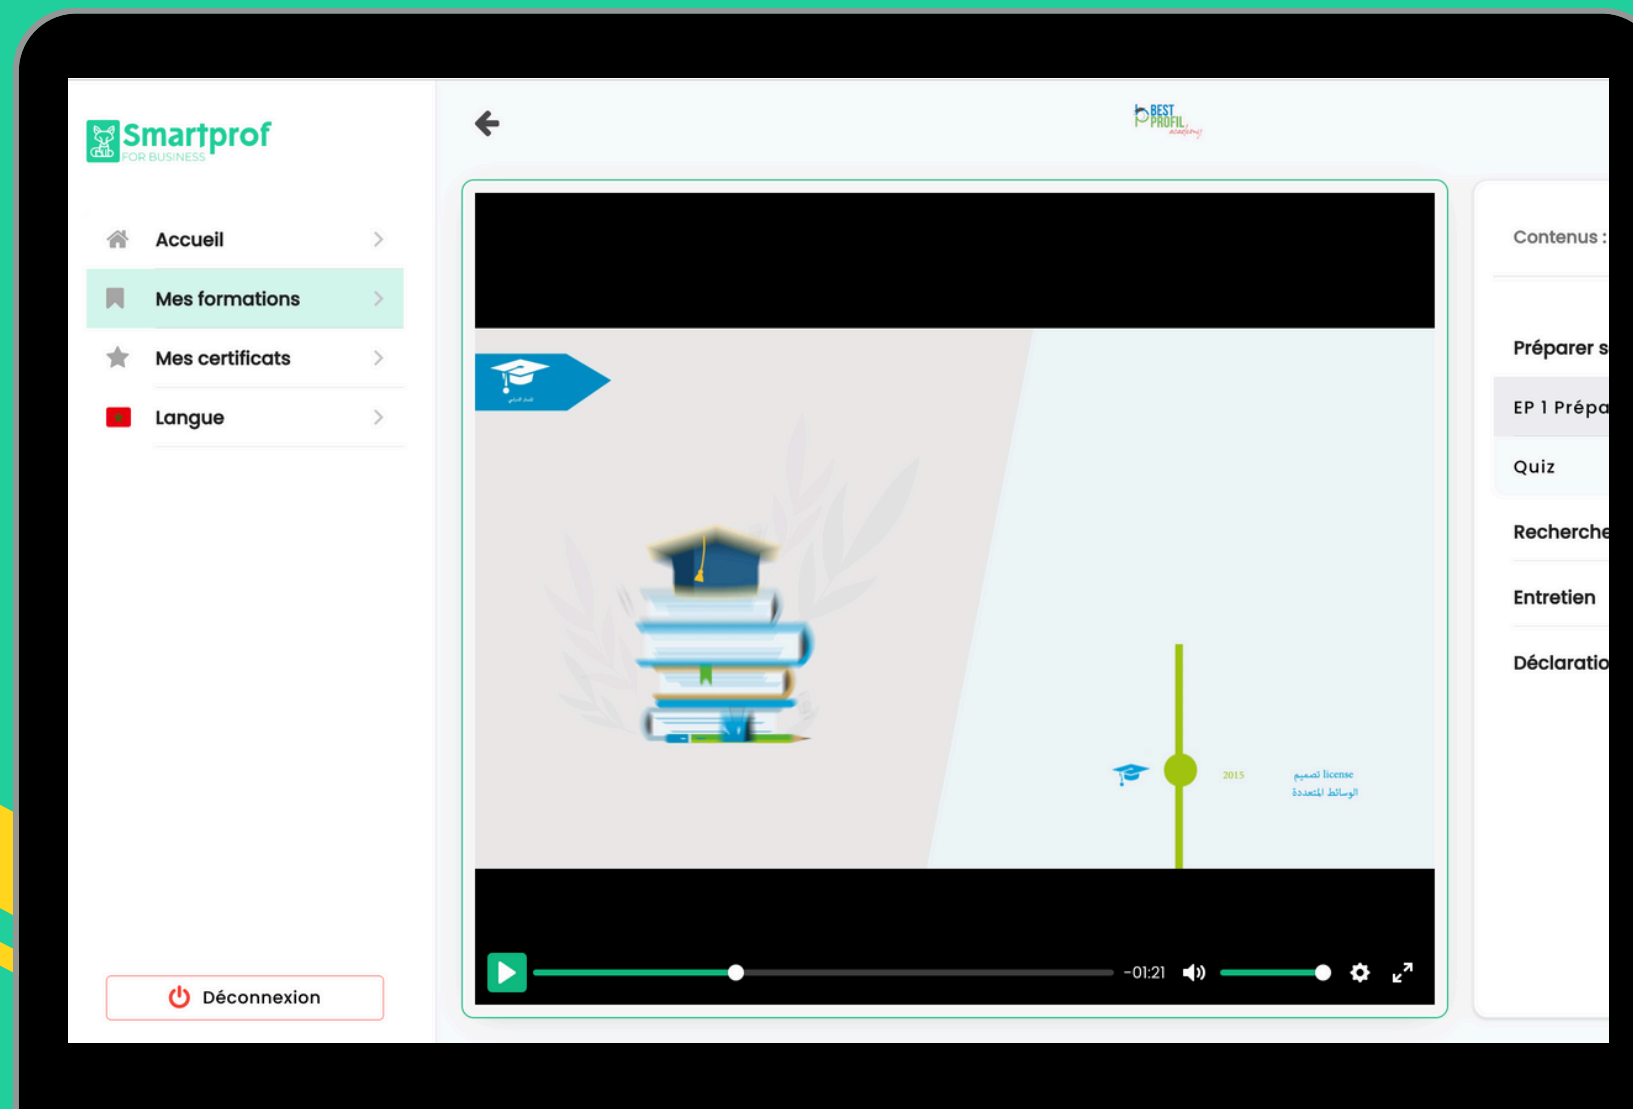 Smartprof
FOR BUSINESS
Accueil
Mes formations
Mes certificats
Langue
Déconnexion
BEST
PROFIL
academy
2015
license تصميم
الوسائط المتعددة
-01:21
Contenus :
Préparer s
EP 1 Prépa
Quiz
Recherche
Entretien
Déclaratio